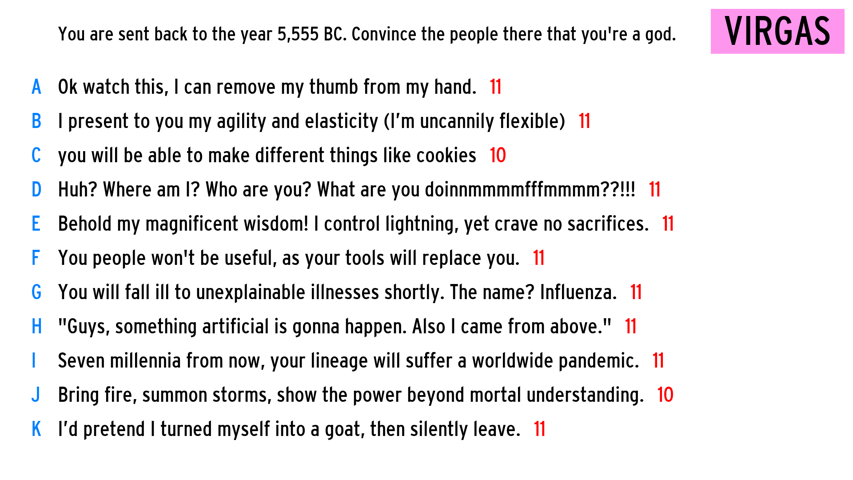 You are sent back to the year 5,555 BC. Convince the people there that you're a god.
VIRGAS
A Ok watch this, I can remove my thumb from my hand. 11
B I present to you my agility and elasticity (I'm uncannily flexible) 11
C you will be able to make different things like cookies 10
D Huh? Where am I? Who are you? What are you doinnmmmmfffmmmm??!!! 11
E Behold my magnificent wisdom! I control lightning, yet crave no sacrifices. 11
F You people won't be useful, as your tools will replace you. 11
G You will fall ill to unexplainable illnesses shortly. The name? Influenza. 11
H "Guys, something artificial is gonna happen. Also I came from above." 11
I Seven millennia from now, your lineage will suffer a worldwide pandemic. 11
J Bring fire, summon storms, show the power beyond mortal understanding. 10
K I'd pretend I turned myself into a goat, then silently leave. 11